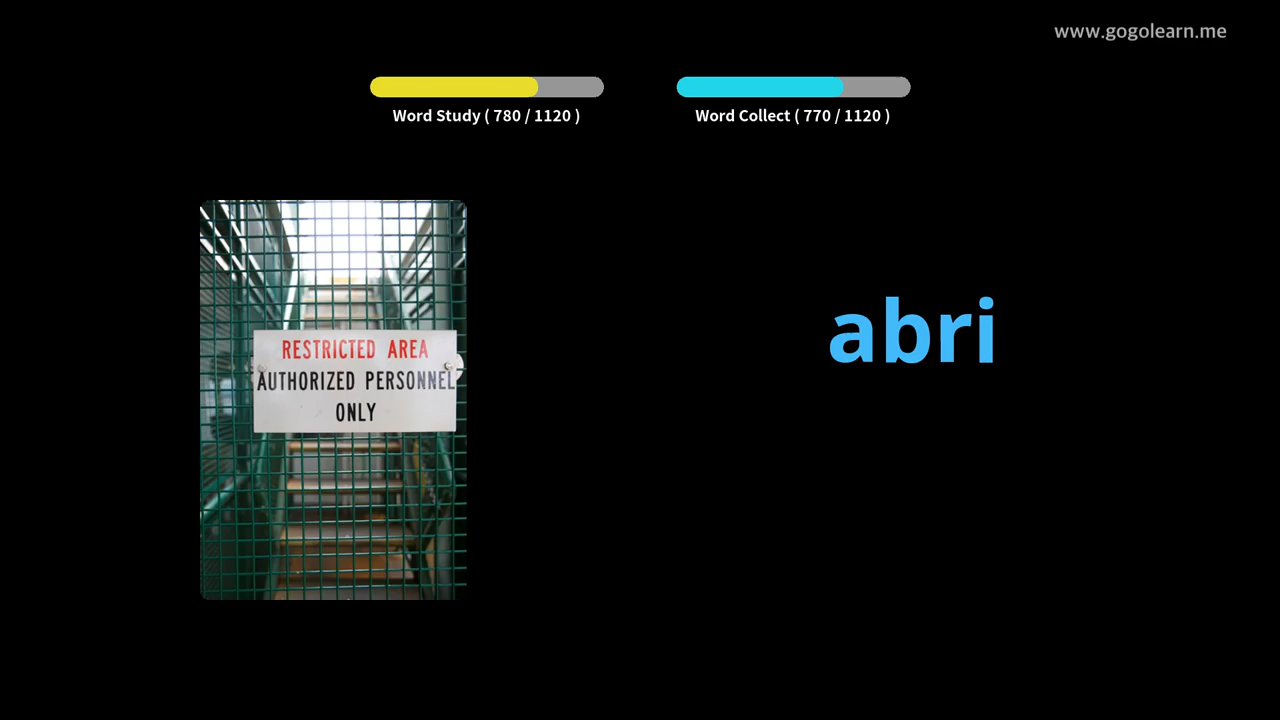 www.gogolearn.me
Word Study ( 780 / 1120 )
Word Collect ( 770 / 1120 )
RESTRICTED AREA
AUTHORIZED PERSONNEL
ONLY
abri